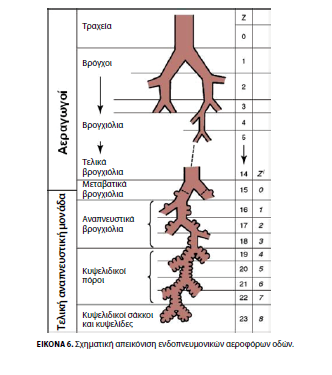 Z
Τραχεία
0
Βρόγχοι
1
2
3
Βρογχιόλια
4
5
Τελικά
βρογχιόλια
14 Z'
Μεταβατικά
βρογχιόλια
15 0
16 1
Αναπνευστικά
βρογχιόλια
17 2
18 3
19 4
Κυψελιδικοί
πόροι
20 5
21 6
22 7
Κυψελιδικοί σάκκοι
και κυψελίδες
23 8
Αεραγωγοί
Τελική αναπνευστική μονάδα
ΕΙΚΟΝΑ 6. Σχηματική απεικόνιση ενδοπνευμονικών αεροφόρων οδών.